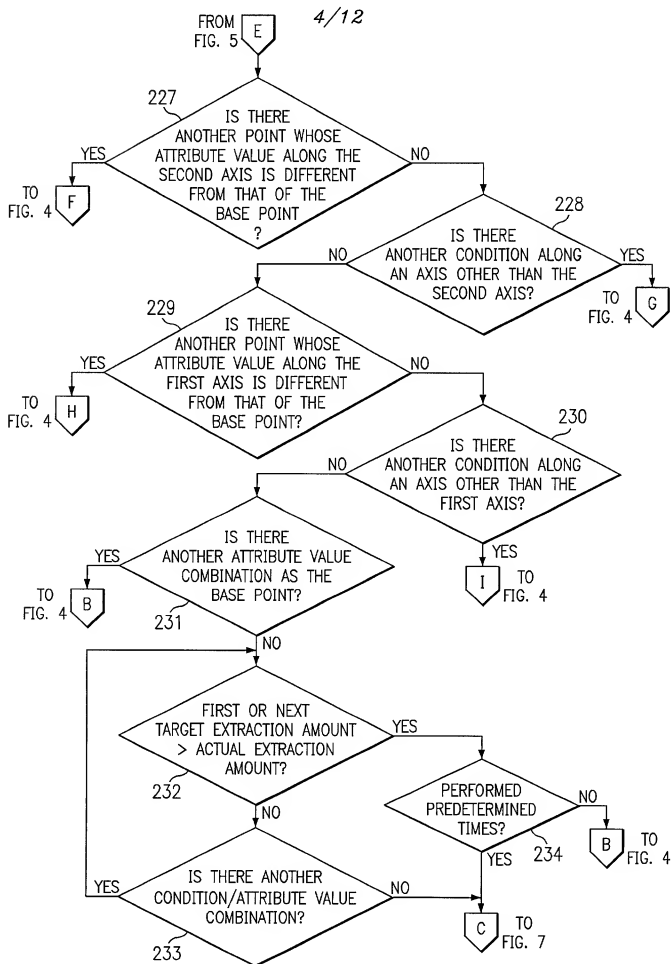 4/12
FROM
FIG. 5
E
227
IS THERE
ANOTHER POINT WHOSE
ATTRIBUTE VALUE ALONG THE
SECOND AXIS IS DIFFERENT
FROM THAT OF THE
BASE POINT
?
YES
TO
FIG. 4
F
NO
228
IS THERE
ANOTHER CONDITION ALONG
AN AXIS OTHER THAN THE
SECOND AXIS?
YES
TO
FIG. 4
G
NO
229
IS THERE
ANOTHER POINT WHOSE
ATTRIBUTE VALUE ALONG THE
FIRST AXIS IS DIFFERENT
FROM THAT OF THE
BASE POINT?
YES
TO
FIG. 4
H
NO
230
IS THERE
ANOTHER CONDITION ALONG
AN AXIS OTHER THAN THE
FIRST AXIS?
YES
I
TO
FIG. 4
NO
IS THERE
ANOTHER ATTRIBUTE VALUE
COMBINATION AS THE
BASE POINT?
231
YES
TO
FIG. 4
B
NO
FIRST OR NEXT
TARGET EXTRACTION AMOUNT
> ACTUAL EXTRACTION
AMOUNT?
232
YES
PERFORMED
PREDETERMINED
TIMES?
234
NO
B
TO
FIG. 4
YES
NO
IS THERE ANOTHER
CONDITION/ATTRIBUTE VALUE
COMBINATION?
233
YES
NO
C
TO
FIG. 7